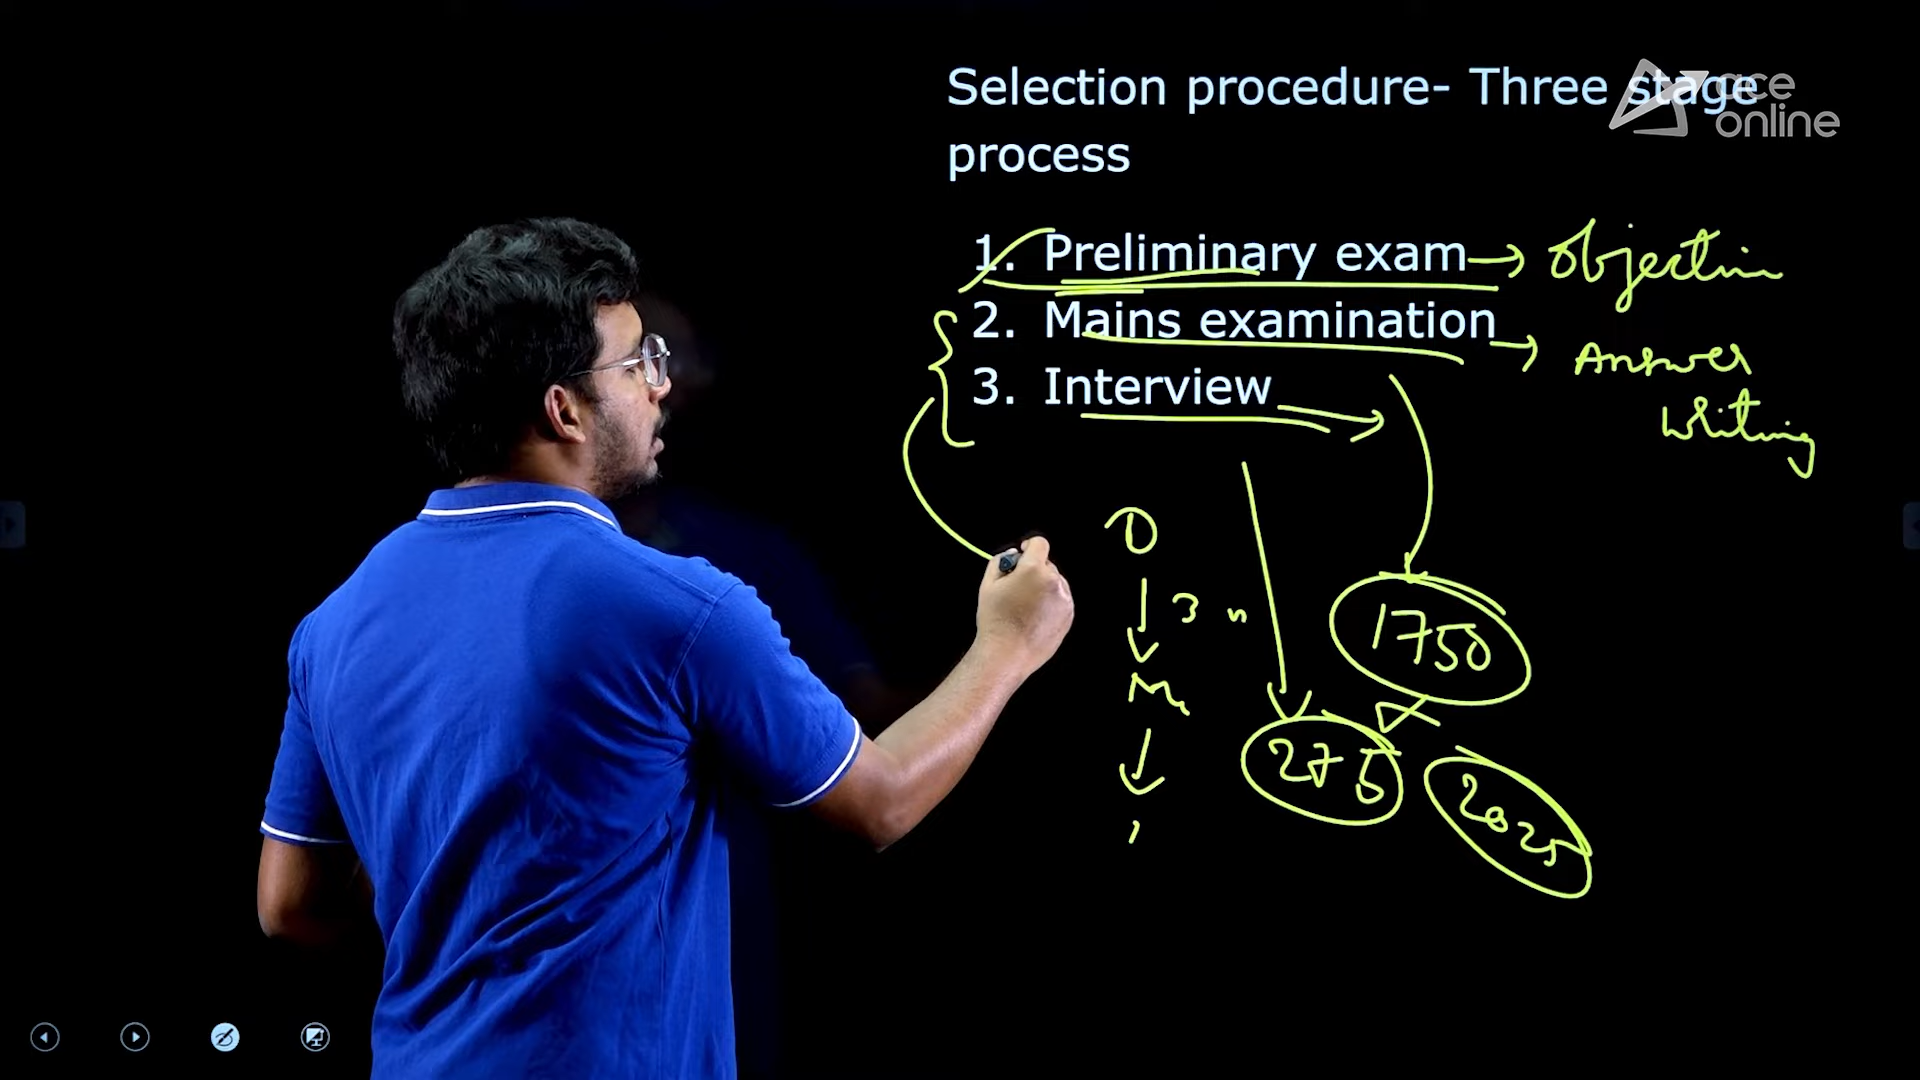 Selection procedure- Three stage
process
ace
online
1. Preliminary exam → Objective
2. Mains examination → Answer
Writing
3. Interview
3
1750
275
2025